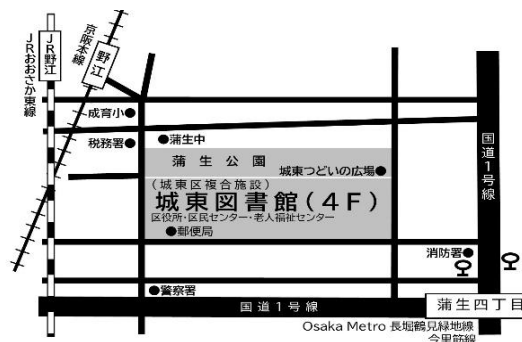 JRおおさか東線
JR野江
京阪本線
野江
成育小●
税務署●
●蒲生中
蒲生公園
城東つどいの広場●
(城東区複合施設)
城東図書館(4F)
区役所・区民センター・老人福祉センター
●郵便局
消防署●
●警察署
国道1号線
国道1号線
蒲生四丁目
Osaka Metro 長堀鶴見緑地線
今里筋線